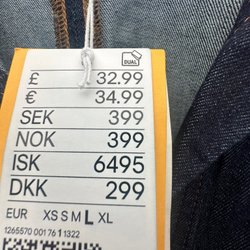 DUAL
£ 32.99
€ 34.99
SEK 399
NOK 399
ISK 6495
DKK 299
EUR XS S M L XL
1265570 001 76 1 1322